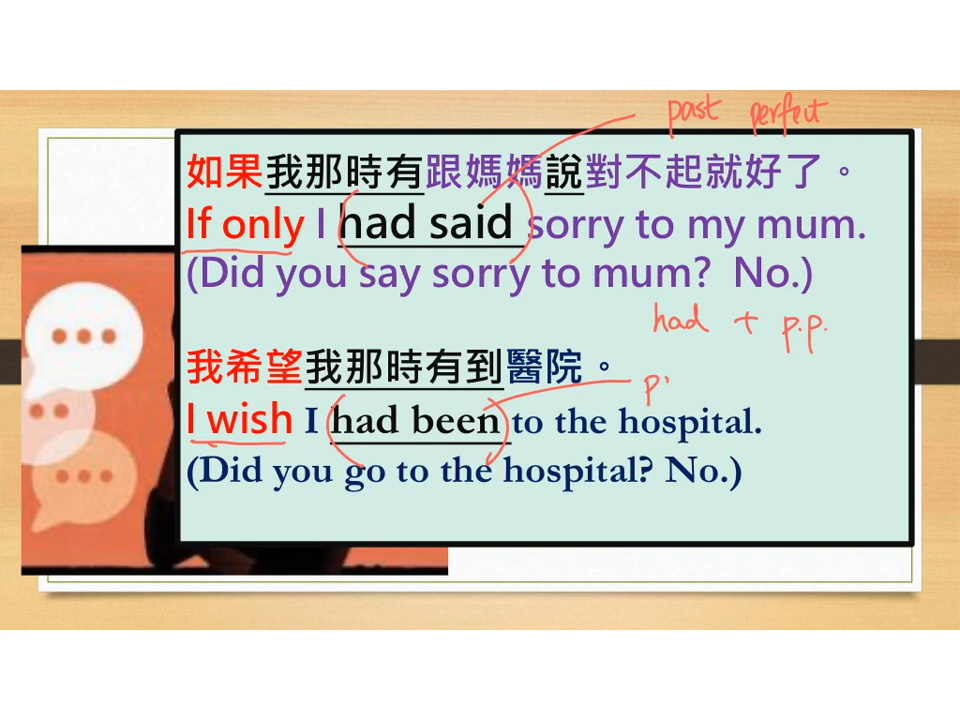 past perfect
如果我那時有跟媽媽說對不起就好了。
If only I had said sorry to my mum.
(Did you say sorry to mum? No.)
had + p.p.
我希望我那時有到醫院。
p.
I wish I had been to the hospital.
(Did you go to the hospital? No.)